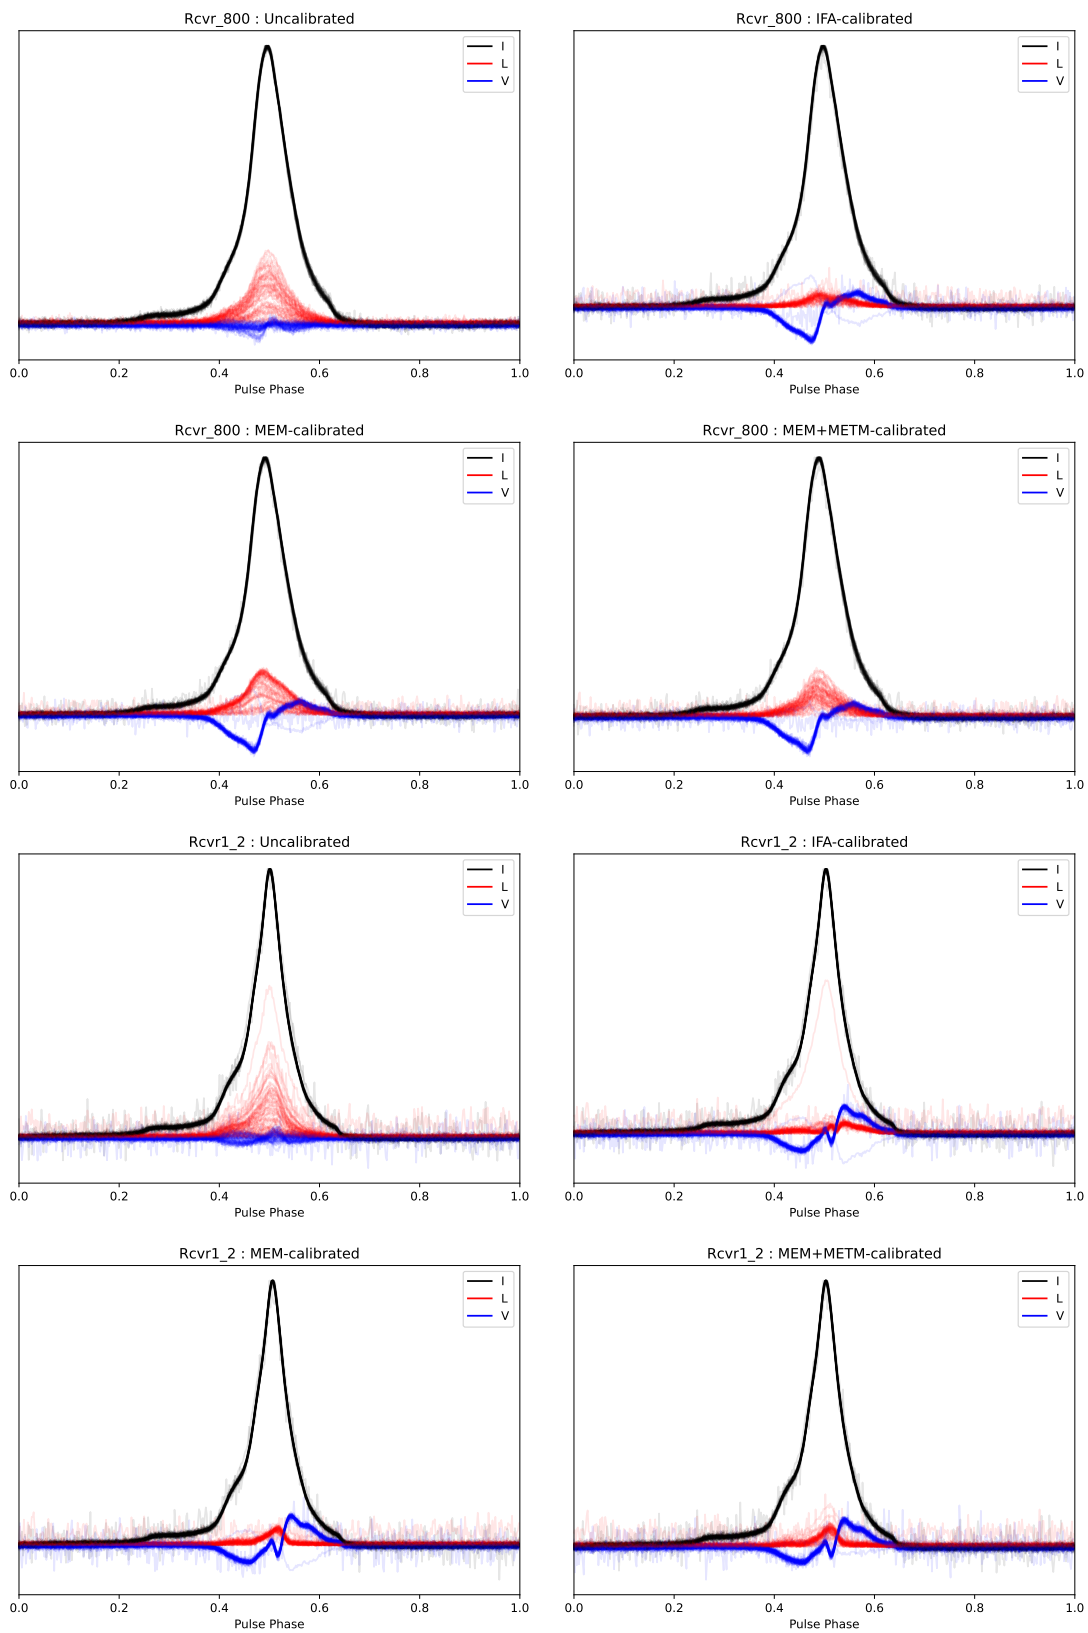 Rcvr_800 : Uncalibrated
I
L
V
0.0 0.2 0.4 0.6 0.8 1.0
Pulse Phase
Rcvr_800 : IFA-calibrated
I
L
V
0.0 0.2 0.4 0.6 0.8 1.0
Pulse Phase
Rcvr_800 : MEM-calibrated
I
L
V
0.0 0.2 0.4 0.6 0.8 1.0
Pulse Phase
Rcvr_800 : MEM+METM-calibrated
I
L
V
0.0 0.2 0.4 0.6 0.8 1.0
Pulse Phase
Rcvr1_2 : Uncalibrated
I
L
V
0.0 0.2 0.4 0.6 0.8 1.0
Pulse Phase
Rcvr1_2 : IFA-calibrated
I
L
V
0.0 0.2 0.4 0.6 0.8 1.0
Pulse Phase
Rcvr1_2 : MEM-calibrated
I
L
V
0.0 0.2 0.4 0.6 0.8 1.0
Pulse Phase
Rcvr1_2 : MEM+METM-calibrated
I
L
V
0.0 0.2 0.4 0.6 0.8 1.0
Pulse Phase